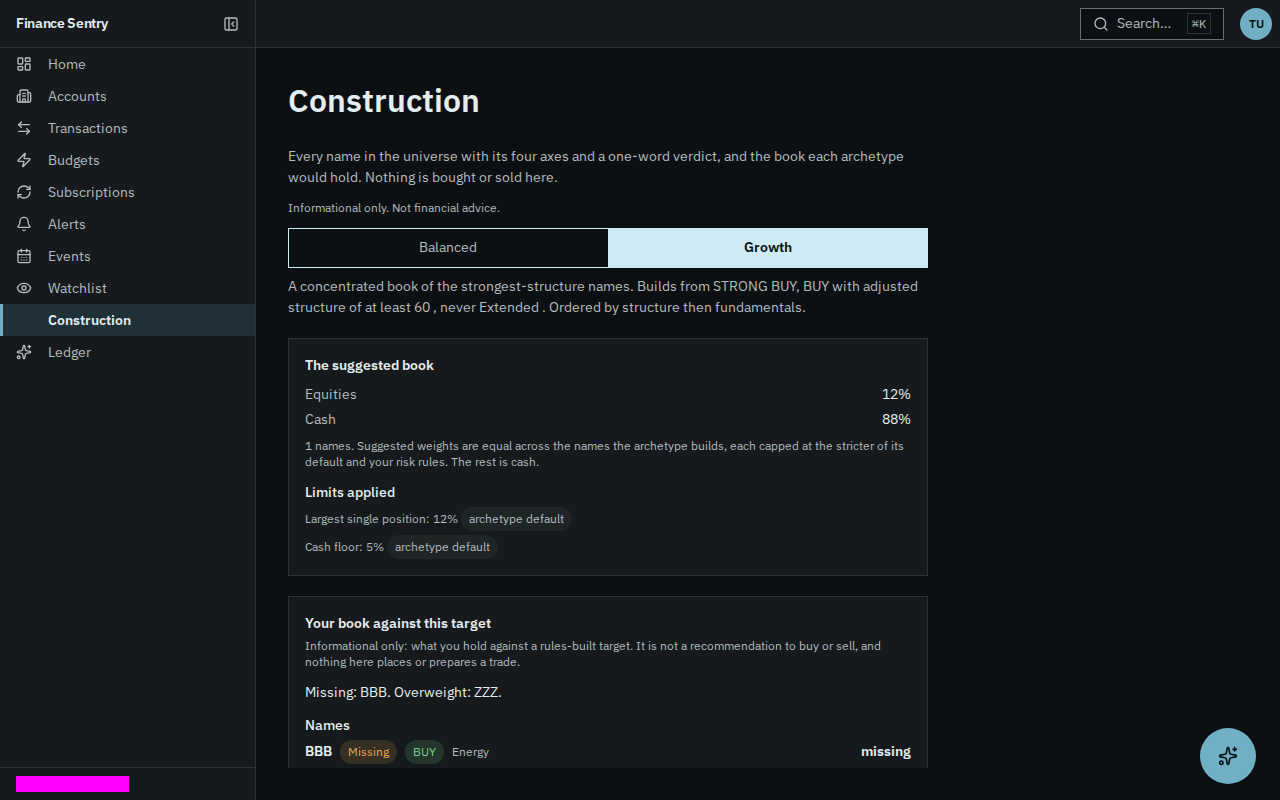 Finance Sentry
Search...
⌘K
TU
Home
Accounts
Transactions
Budgets
Subscriptions
Alerts
Events
Watchlist
Construction
Ledger
Construction
Every name in the universe with its four axes and a one-word verdict, and the book each archetype
would hold. Nothing is bought or sold here.
Informational only. Not financial advice.
Balanced
Growth
A concentrated book of the strongest-structure names. Builds from STRONG BUY, BUY with adjusted
structure of at least 60 , never Extended . Ordered by structure then fundamentals.
The suggested book
Equities 12%
Cash 88%
1 names. Suggested weights are equal across the names the archetype builds, each capped at the stricter of its
default and your risk rules. The rest is cash.
Limits applied
Largest single position: 12% archetype default
Cash floor: 5% archetype default
Your book against this target
Informational only: what you hold against a rules-built target. It is not a recommendation to buy or sell, and
nothing here places or prepares a trade.
Missing: BBB. Overweight: ZZZ.
Names
BBB Missing BUY Energy missing